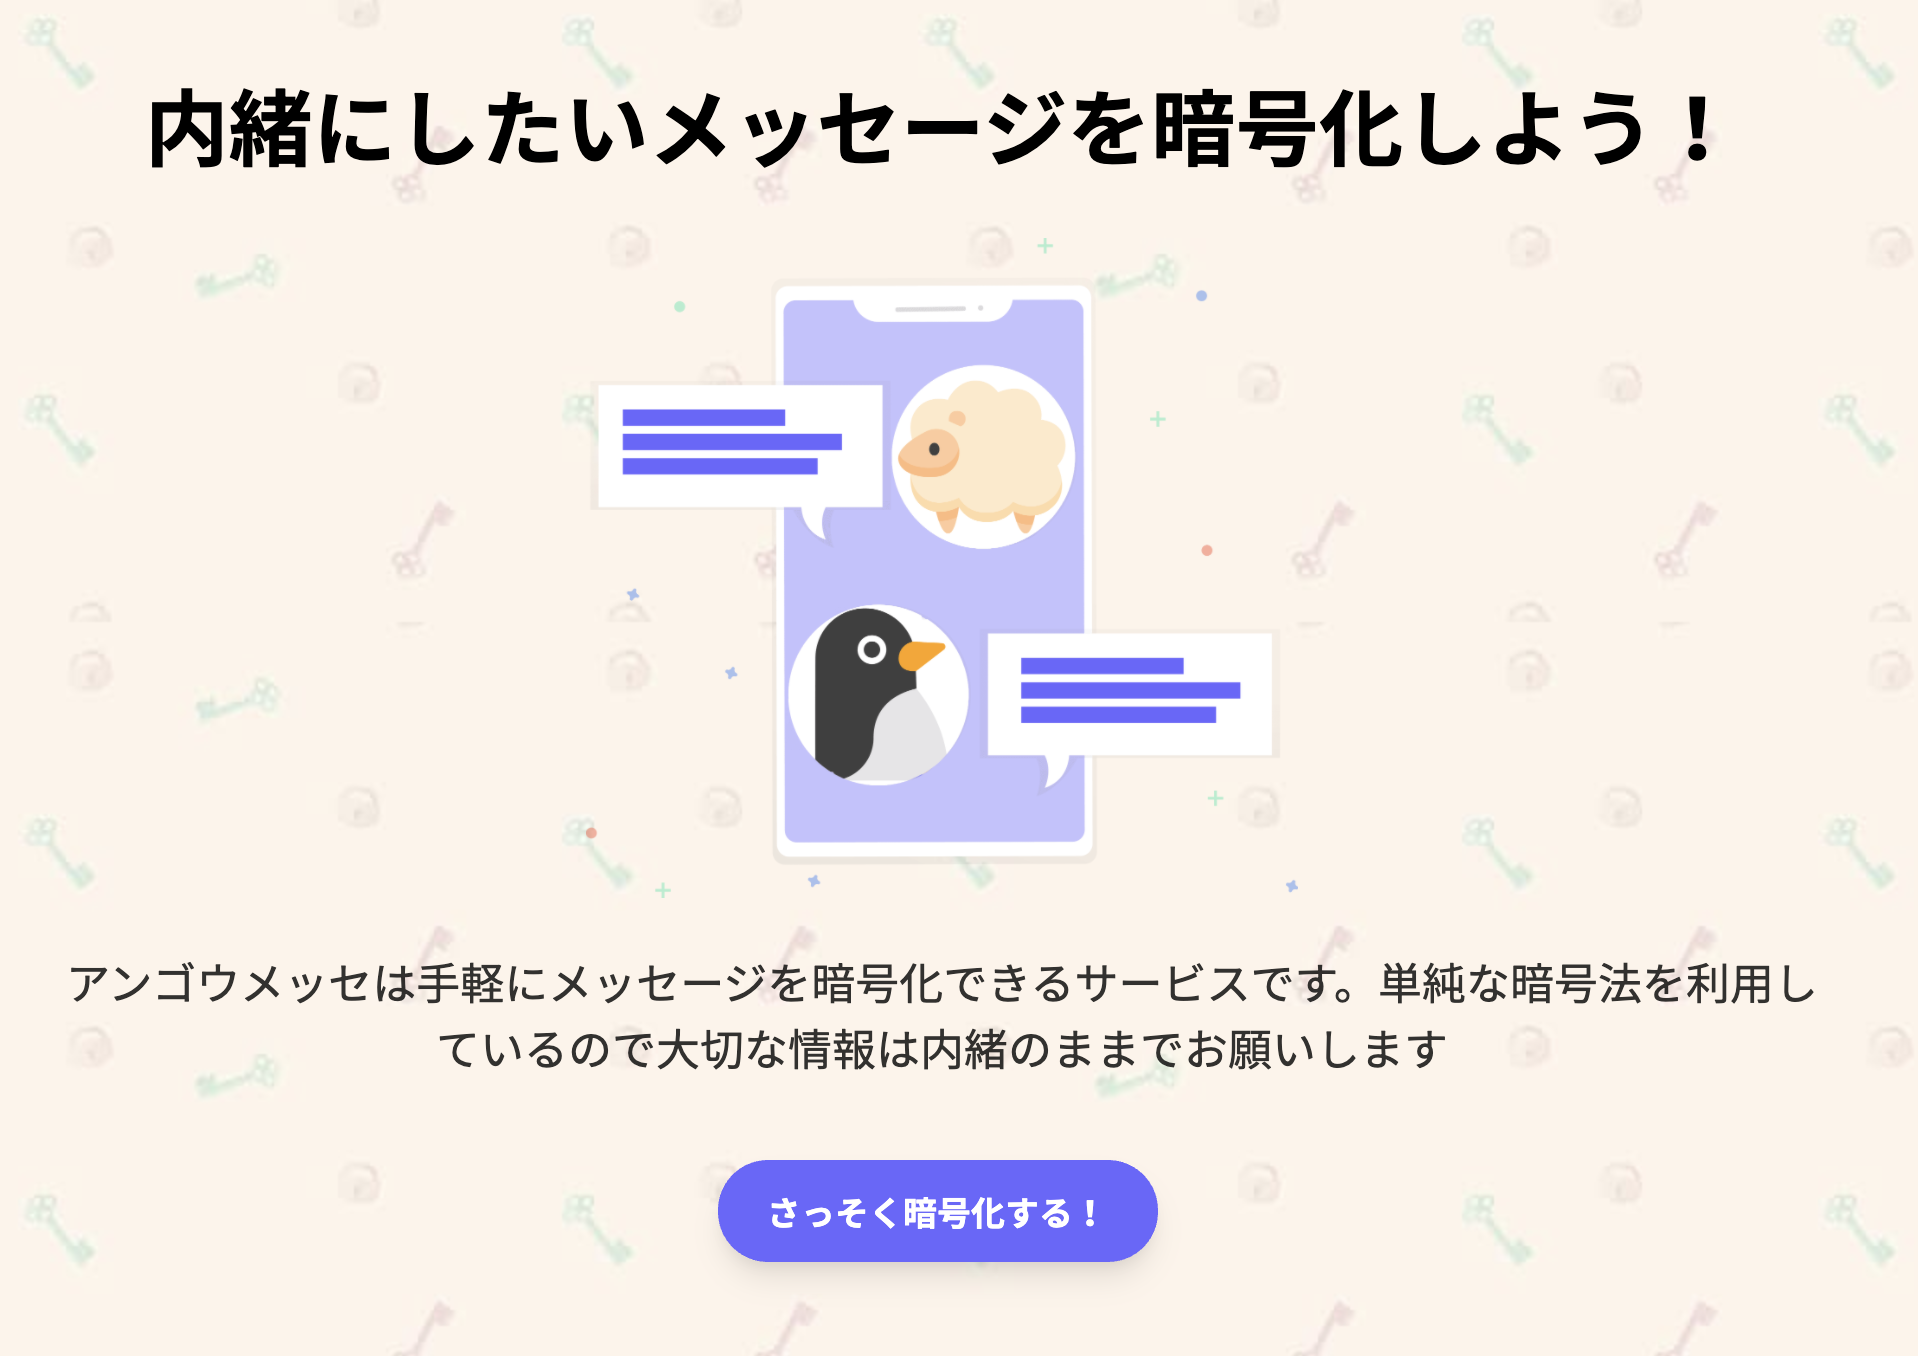 内緒にしたいメッセージを暗号化しよう！
アンゴウメッセは手軽にメッセージを暗号化できるサービスです。単純な暗号法を利用し
ているので大切な情報は内緒のままでお願いします
さっそく暗号化する！